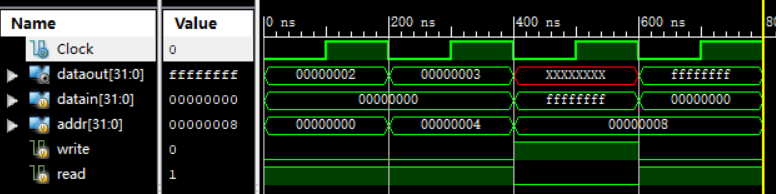 Name Value 0 ns 200 ns 400 ns 600 ns 80
Clock 0
dataout[31:0] ffffffff 00000002 00000003 XXXXXXXX ffffffff
datain[31:0] 00000000 00000000 ffffffff 00000000
addr[31:0] 00000008 00000000 00000004 00000008
write 0
read 1